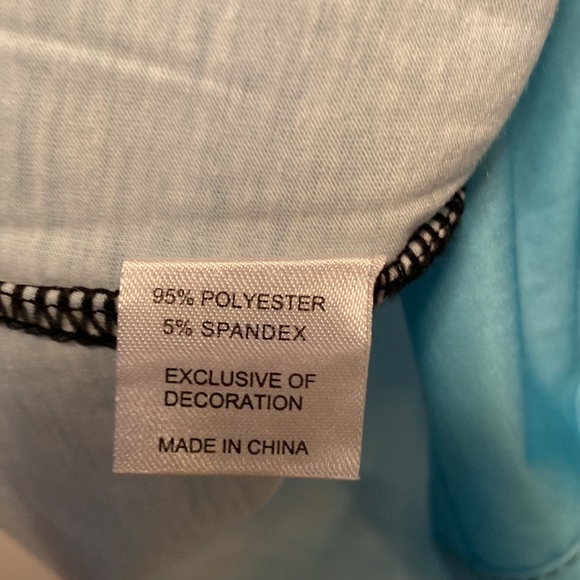 95% POLYESTER
5% SPANDEX
EXCLUSIVE OF
DECORATION
MADE IN CHINA